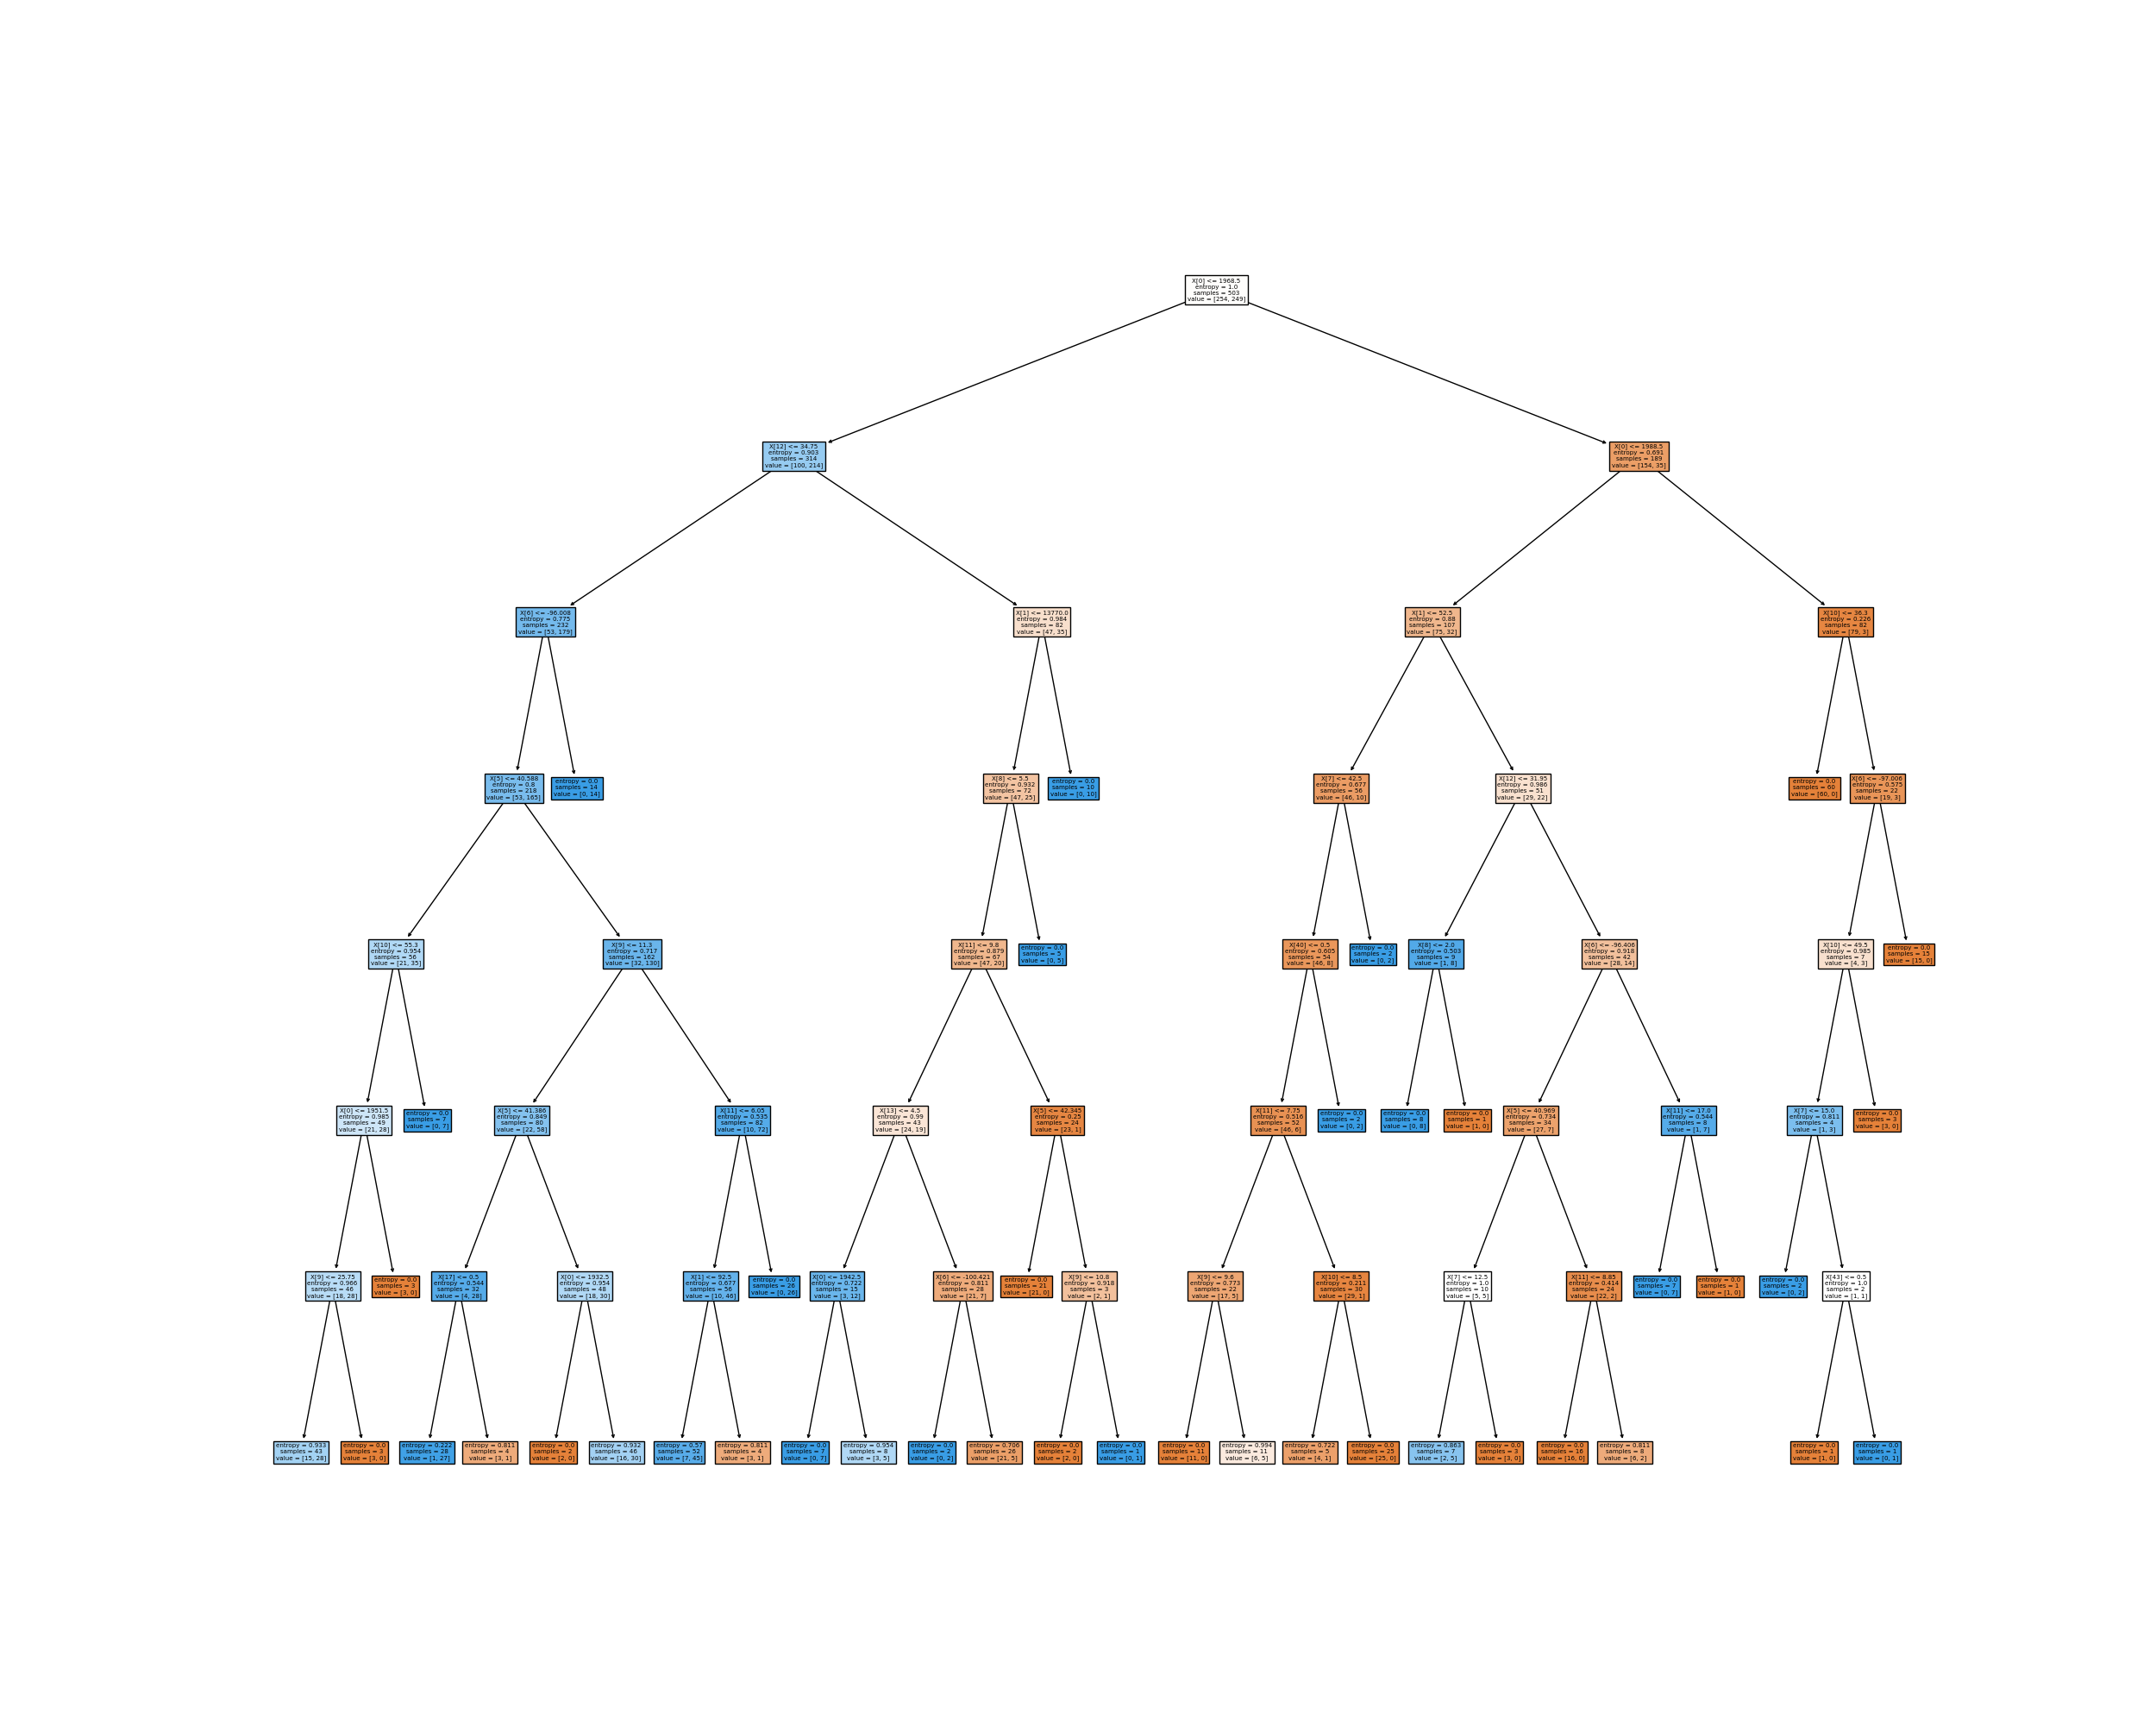 X[0] <= 1968.5
entropy = 1.0
samples = 503
value = [254, 249]
X[12] <= 34.75
entropy = 0.903
samples = 314
value = [100, 214]
X[0] <= 1988.5
entropy = 0.691
samples = 189
value = [154, 35]
X[6] <= -96.008
entropy = 0.775
samples = 232
value = [53, 179]
X[1] <= 13770.0
entropy = 0.984
samples = 82
value = [47, 35]
X[1] <= 52.5
entropy = 0.88
samples = 107
value = [75, 32]
X[10] <= 36.3
entropy = 0.226
samples = 82
value = [79, 3]
X[5] <= 40.588
entropy = 0.8
samples = 218
value = [53, 165]
entropy = 0.0
samples = 14
value = [0, 14]
X[8] <= 5.5
entropy = 0.932
samples = 72
value = [47, 25]
entropy = 0.0
samples = 10
value = [0, 10]
X[7] <= 42.5
entropy = 0.677
samples = 56
value = [46, 10]
X[12] <= 31.95
entropy = 0.986
samples = 51
value = [29, 22]
entropy = 0.0
samples = 60
value = [60, 0]
X[6] <= -97.006
entropy = 0.575
samples = 22
value = [19, 3]
X[10] <= 55.3
entropy = 0.954
samples = 56
value = [21, 35]
X[9] <= 11.3
entropy = 0.717
samples = 162
value = [32, 130]
X[11] <= 9.8
entropy = 0.879
samples = 67
value = [47, 20]
entropy = 0.0
samples = 5
value = [0, 5]
X[40] <= 0.5
entropy = 0.605
samples = 54
value = [46, 8]
entropy = 0.0
samples = 2
value = [0, 2]
X[8] <= 2.0
entropy = 0.503
samples = 9
value = [1, 8]
X[6] <= -96.406
entropy = 0.918
samples = 42
value = [28, 14]
X[10] <= 49.5
entropy = 0.985
samples = 7
value = [4, 3]
entropy = 0.0
samples = 15
value = [15, 0]
X[0] <= 1951.5
entropy = 0.985
samples = 49
value = [21, 28]
entropy = 0.0
samples = 7
value = [0, 7]
X[5] <= 41.386
entropy = 0.849
samples = 80
value = [22, 58]
X[11] <= 6.05
entropy = 0.535
samples = 82
value = [10, 72]
X[13] <= 4.5
entropy = 0.99
samples = 43
value = [24, 19]
X[5] <= 42.345
entropy = 0.25
samples = 24
value = [23, 1]
X[11] <= 7.75
entropy = 0.516
samples = 52
value = [46, 6]
entropy = 0.0
samples = 2
value = [0, 2]
entropy = 0.0
samples = 8
value = [0, 8]
entropy = 0.0
samples = 1
value = [1, 0]
X[5] <= 40.969
entropy = 0.734
samples = 34
value = [27, 7]
X[11] <= 17.0
entropy = 0.544
samples = 8
value = [1, 7]
X[7] <= 15.0
entropy = 0.811
samples = 4
value = [1, 3]
entropy = 0.0
samples = 3
value = [3, 0]
X[9] <= 25.75
entropy = 0.966
samples = 46
value = [18, 28]
entropy = 0.0
samples = 3
value = [3, 0]
X[17] <= 0.5
entropy = 0.544
samples = 32
value = [4, 28]
X[0] <= 1932.5
entropy = 0.954
samples = 48
value = [18, 30]
X[1] <= 92.5
entropy = 0.677
samples = 56
value = [10, 46]
entropy = 0.0
samples = 26
value = [0, 26]
X[0] <= 1942.5
entropy = 0.722
samples = 15
value = [3, 12]
X[6] <= -100.421
entropy = 0.811
samples = 28
value = [21, 7]
entropy = 0.0
samples = 21
value = [21, 0]
X[9] <= 10.8
entropy = 0.918
samples = 3
value = [2, 1]
X[9] <= 9.6
entropy = 0.773
samples = 22
value = [17, 5]
X[10] <= 8.5
entropy = 0.211
samples = 30
value = [29, 1]
X[7] <= 12.5
entropy = 1.0
samples = 10
value = [5, 5]
X[11] <= 8.85
entropy = 0.414
samples = 24
value = [22, 2]
entropy = 0.0
samples = 7
value = [0, 7]
entropy = 0.0
samples = 1
value = [1, 0]
entropy = 0.0
samples = 2
value = [0, 2]
X[43] <= 0.5
entropy = 1.0
samples = 2
value = [1, 1]
entropy = 0.933
samples = 43
value = [15, 28]
entropy = 0.0
samples = 3
value = [3, 0]
entropy = 0.222
samples = 28
value = [1, 27]
entropy = 0.811
samples = 4
value = [3, 1]
entropy = 0.0
samples = 2
value = [2, 0]
entropy = 0.932
samples = 46
value = [16, 30]
entropy = 0.57
samples = 52
value = [7, 45]
entropy = 0.811
samples = 4
value = [3, 1]
entropy = 0.0
samples = 7
value = [0, 7]
entropy = 0.954
samples = 8
value = [3, 5]
entropy = 0.0
samples = 2
value = [0, 2]
entropy = 0.706
samples = 26
value = [21, 5]
entropy = 0.0
samples = 2
value = [2, 0]
entropy = 0.0
samples = 1
value = [0, 1]
entropy = 0.0
samples = 11
value = [11, 0]
entropy = 0.994
samples = 11
value = [6, 5]
entropy = 0.722
samples = 5
value = [4, 1]
entropy = 0.0
samples = 25
value = [25, 0]
entropy = 0.863
samples = 7
value = [2, 5]
entropy = 0.0
samples = 3
value = [3, 0]
entropy = 0.0
samples = 16
value = [16, 0]
entropy = 0.811
samples = 8
value = [6, 2]
entropy = 0.0
samples = 1
value = [1, 0]
entropy = 0.0
samples = 1
value = [0, 1]